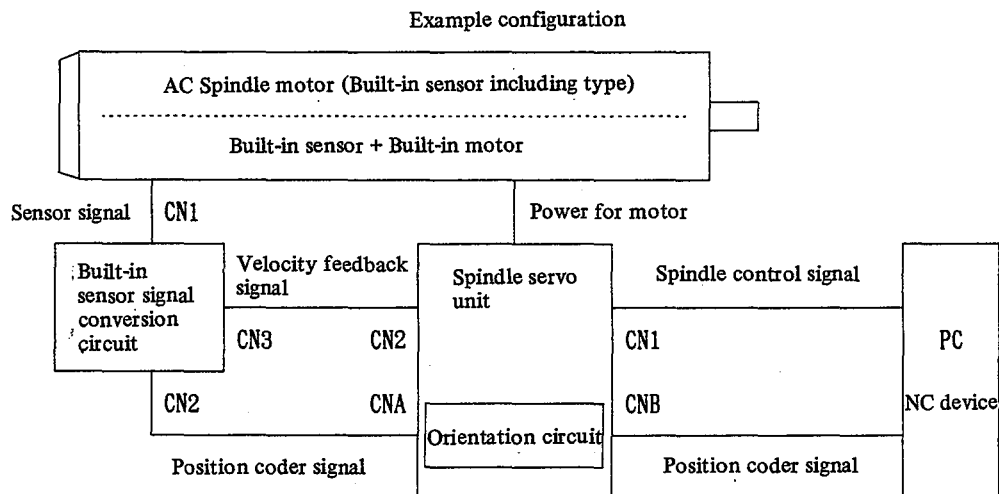 Example configuration
AC Spindle motor (Built-in sensor including type)
Built-in sensor + Built-in motor
Sensor signal
CN1
Power for motor
Built-in
sensor signal
conversion
circuit
Velocity feedback
signal
Spindle servo
unit
Spindle control signal
CN3
CN2
CN1
PC
CN2
CNA
CNB
NC device
Orientation circuit
Position coder signal
Position coder signal